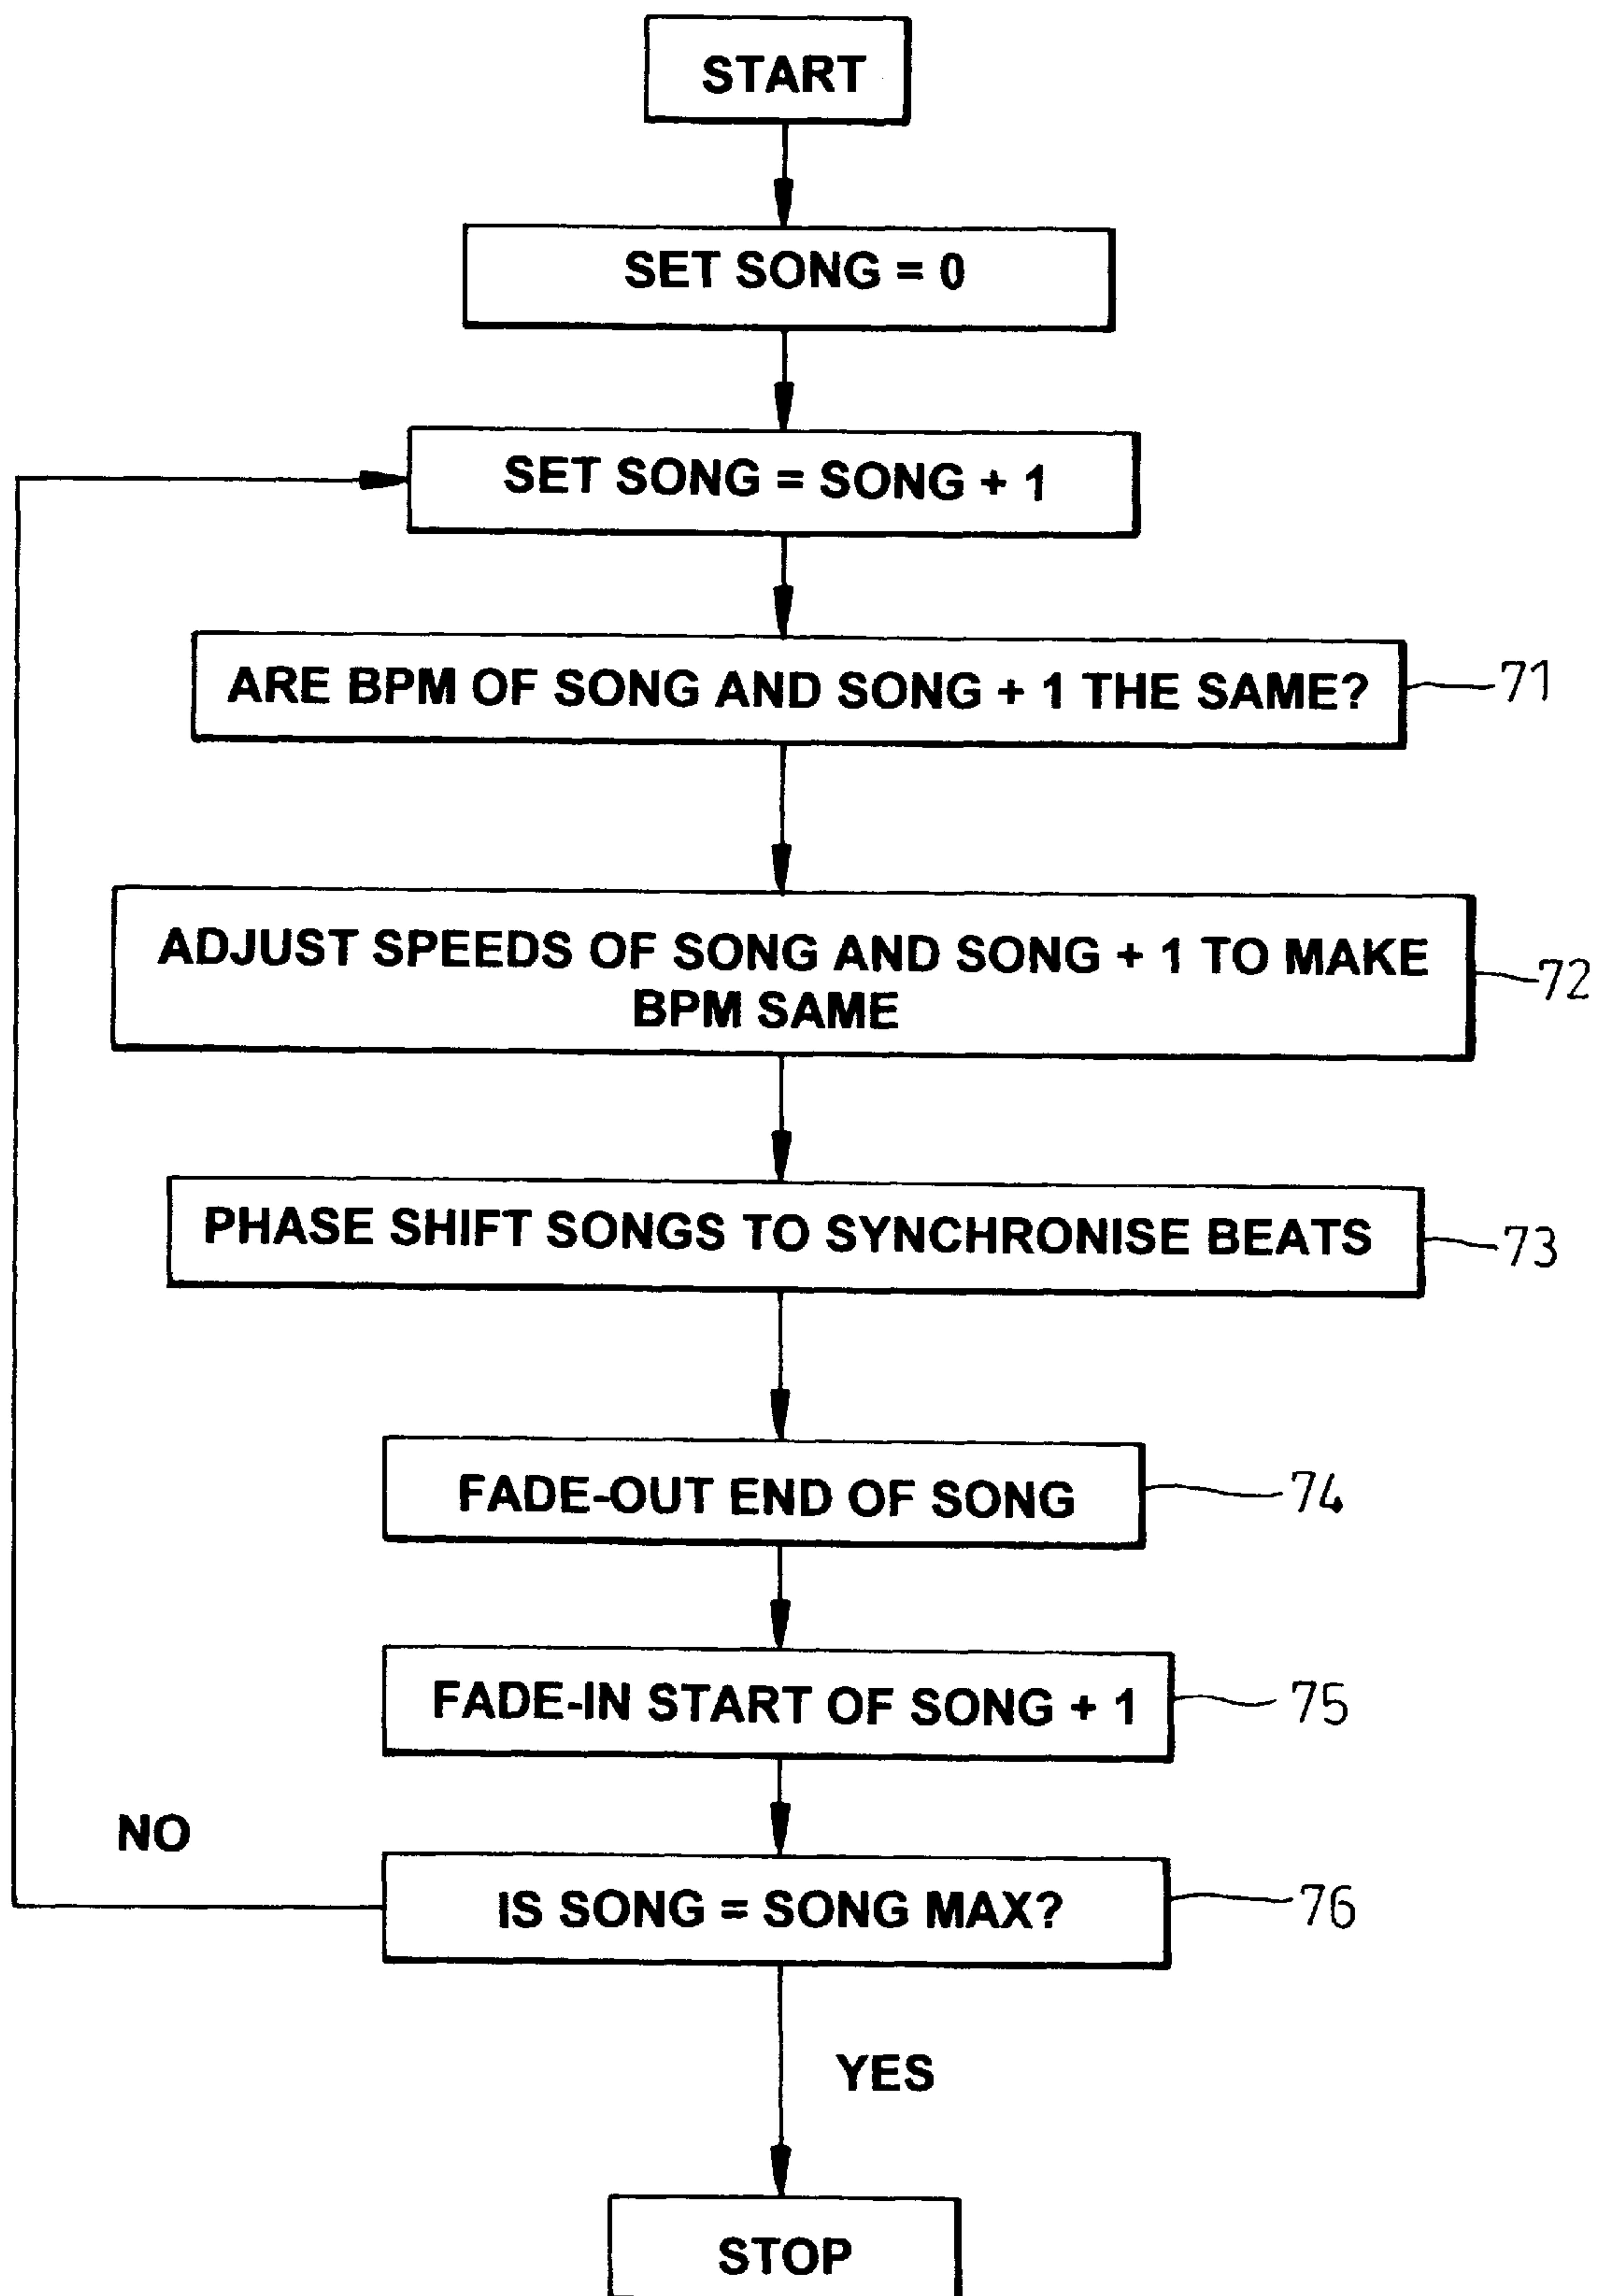 START
SET SONG = 0
SET SONG = SONG + 1
ARE BPM OF SONG AND SONG + 1 THE SAME?
71
ADJUST SPEEDS OF SONG AND SONG + 1 TO MAKE
BPM SAME
72
PHASE SHIFT SONGS TO SYNCHRONISE BEATS
73
FADE-OUT END OF SONG
74
FADE-IN START OF SONG + 1
75
NO
IS SONG = SONG MAX?
76
YES
STOP